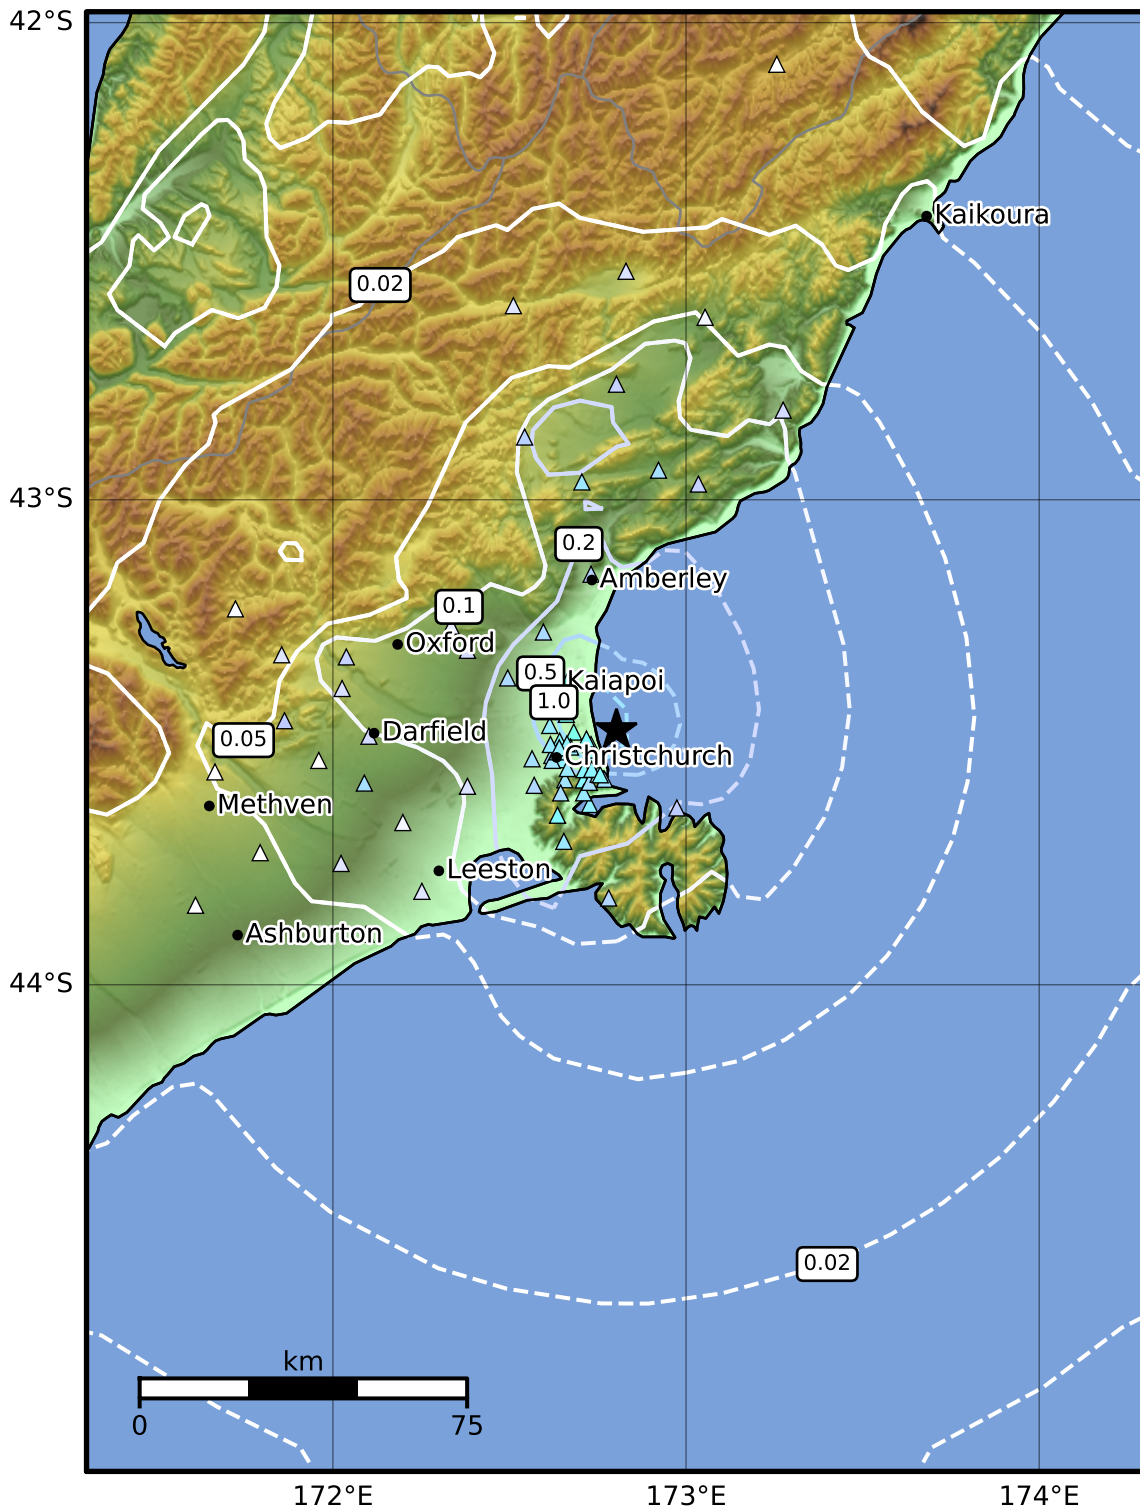 42°S
Kaikoura
0.02
43°S
0.2
Amberley
0.1
Oxford
0.5
Kaiapoi
1.0
0.05
Darfield
Christchurch
Methven
Leeston
Ashburton
44°S
0.02
km
0
75
172°E
173°E
174°E